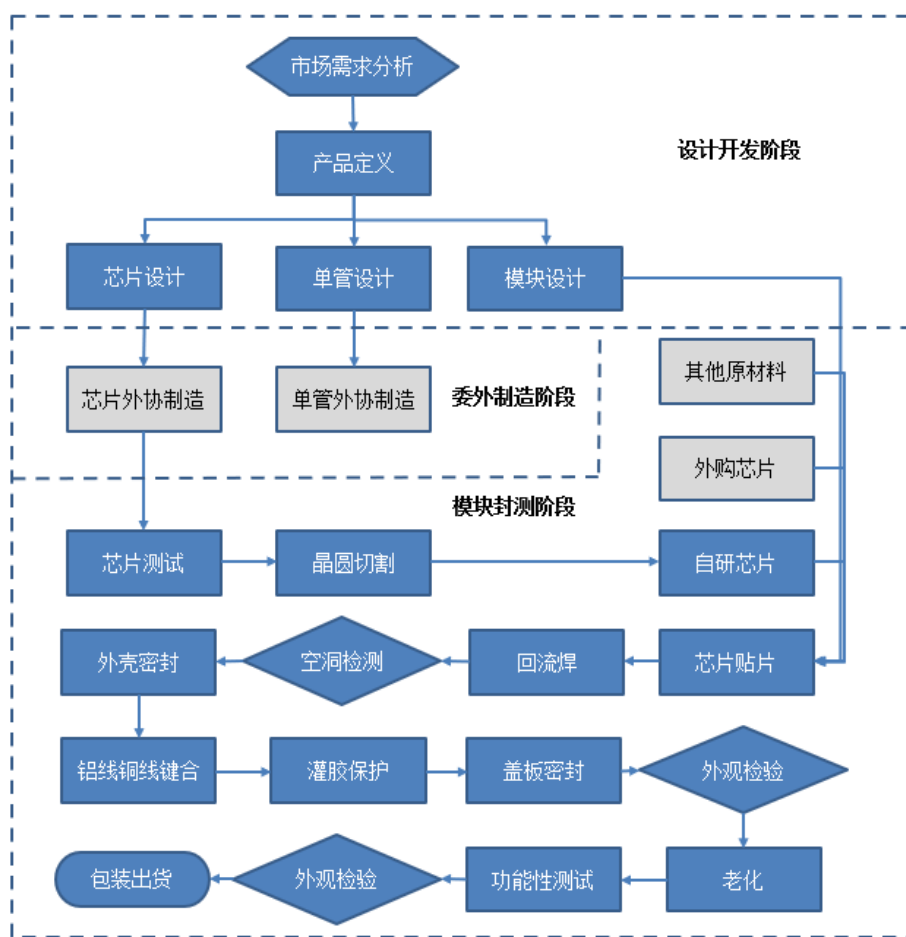 市场需求分析
产品定义
设计开发阶段
芯片设计
单管设计
模块设计
芯片外协制造
单管外协制造
委外制造阶段
其他原材料
外购芯片
模块封测阶段
芯片测试
晶圆切割
自研芯片
外壳密封
空洞检测
回流焊
芯片贴片
铝线铜线键合
灌胶保护
盖板密封
外观检验
包装出货
外观检验
功能性测试
老化